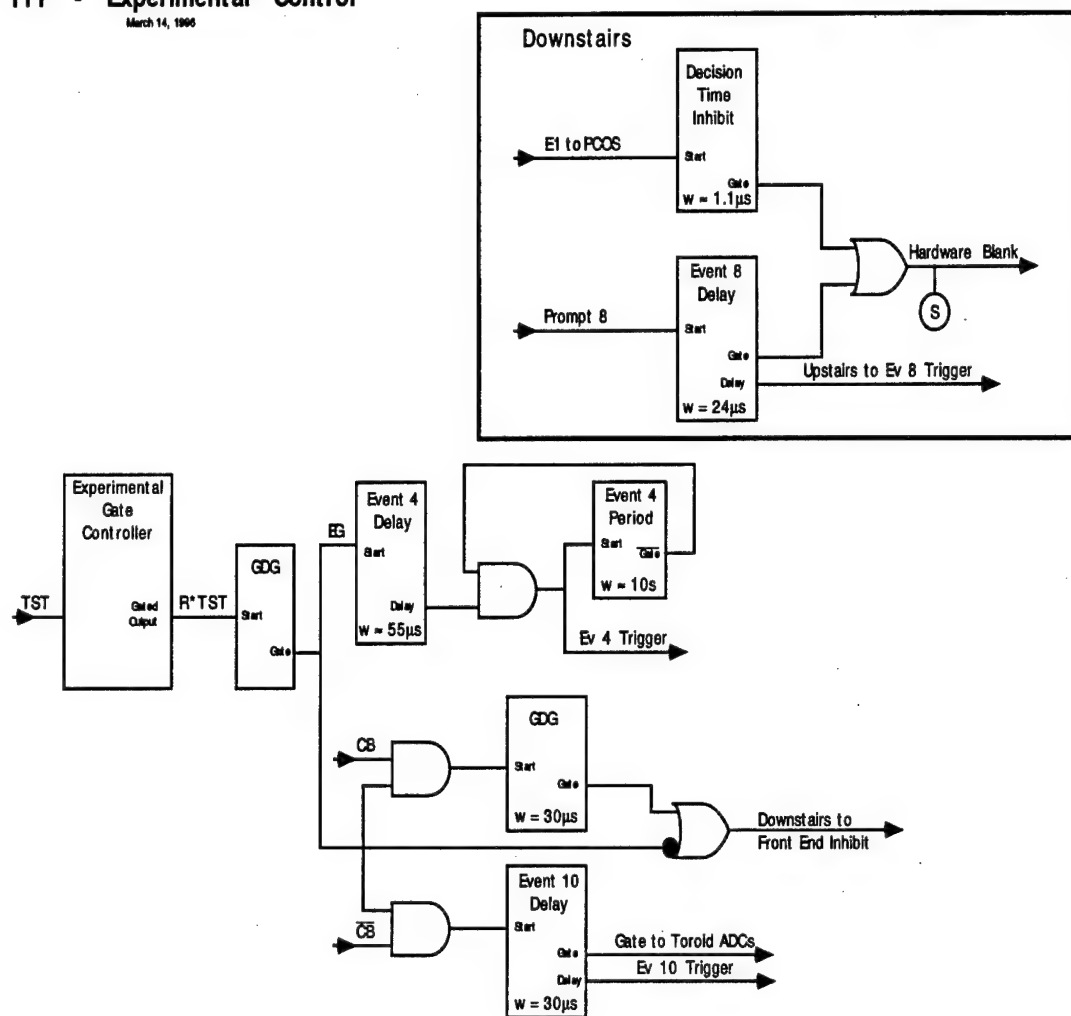 - Experimental Control
March 14, 1996
Downstairs
Decision
Time
Inhibit
E1 to PCOS
Start
Gate
w ≈ 1.1µs
Event 8
Delay
Hardware Blank
S
Prompt 8
Start
Gate
Delay
Upstairs to Ev 8 Trigger
w = 24µs
Experimental
Gate
Controller
TST
Gated
Output
R*TST
GDG
Start
Gate
EG
Event 4
Delay
Start
Delay
w ≈ 55µs
Event 4
Period
Start
Gate
w ≈ 10s
Ev 4 Trigger
CB
GDG
Start
Gate
w = 30µs
Downstairs to
Front End Inhibit
CB
Event 10
Delay
Start
Gate
Gate to Toroid ADCs
Delay
Ev 10 Trigger
w = 30µs